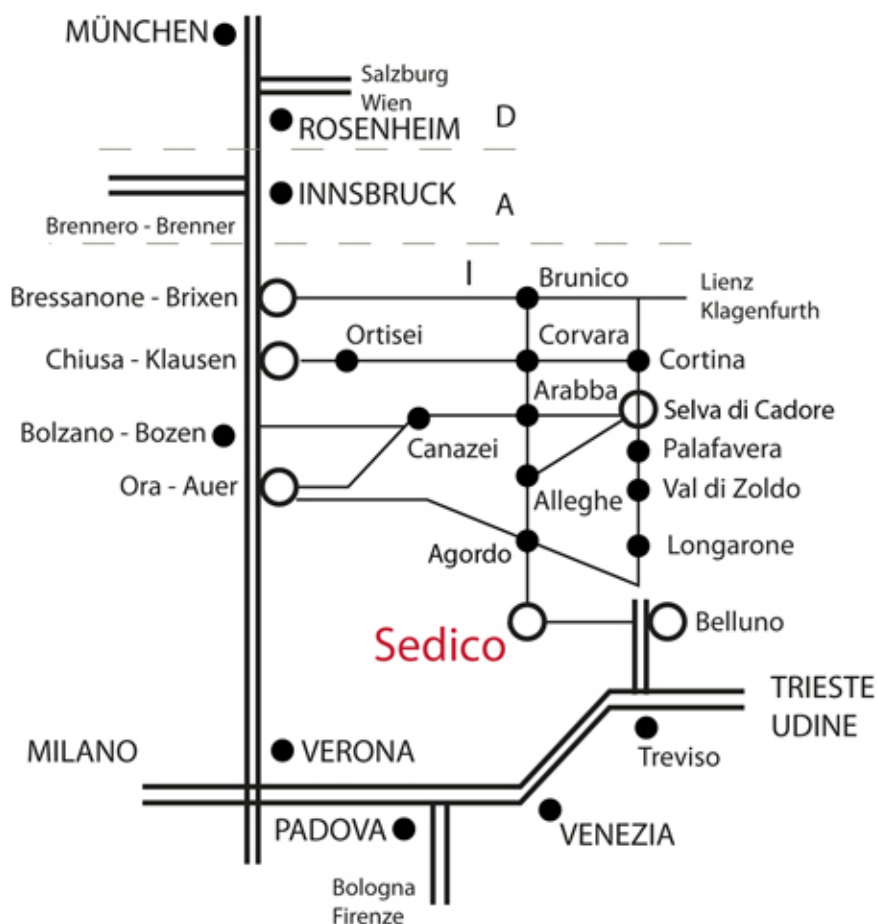 MÜNCHEN
Salzburg
Wien
ROSENHEIM
D
INNSBRUCK
A
Brennero - Brenner
I
Brunico
Lienz
Klagenfurth
Bressanone - Brixen
Ortisei
Corvara
Chiusa - Klausen
Cortina
Arabba
Selva di Cadore
Bolzano - Bozen
Canazei
Palafavera
Ora - Auer
Alleghe
Val di Zoldo
Agordo
Longarone
Sedico
Belluno
TRIESTE
UDINE
MILANO
VERONA
Treviso
PADOVA
VENEZIA
Bologna
Firenze